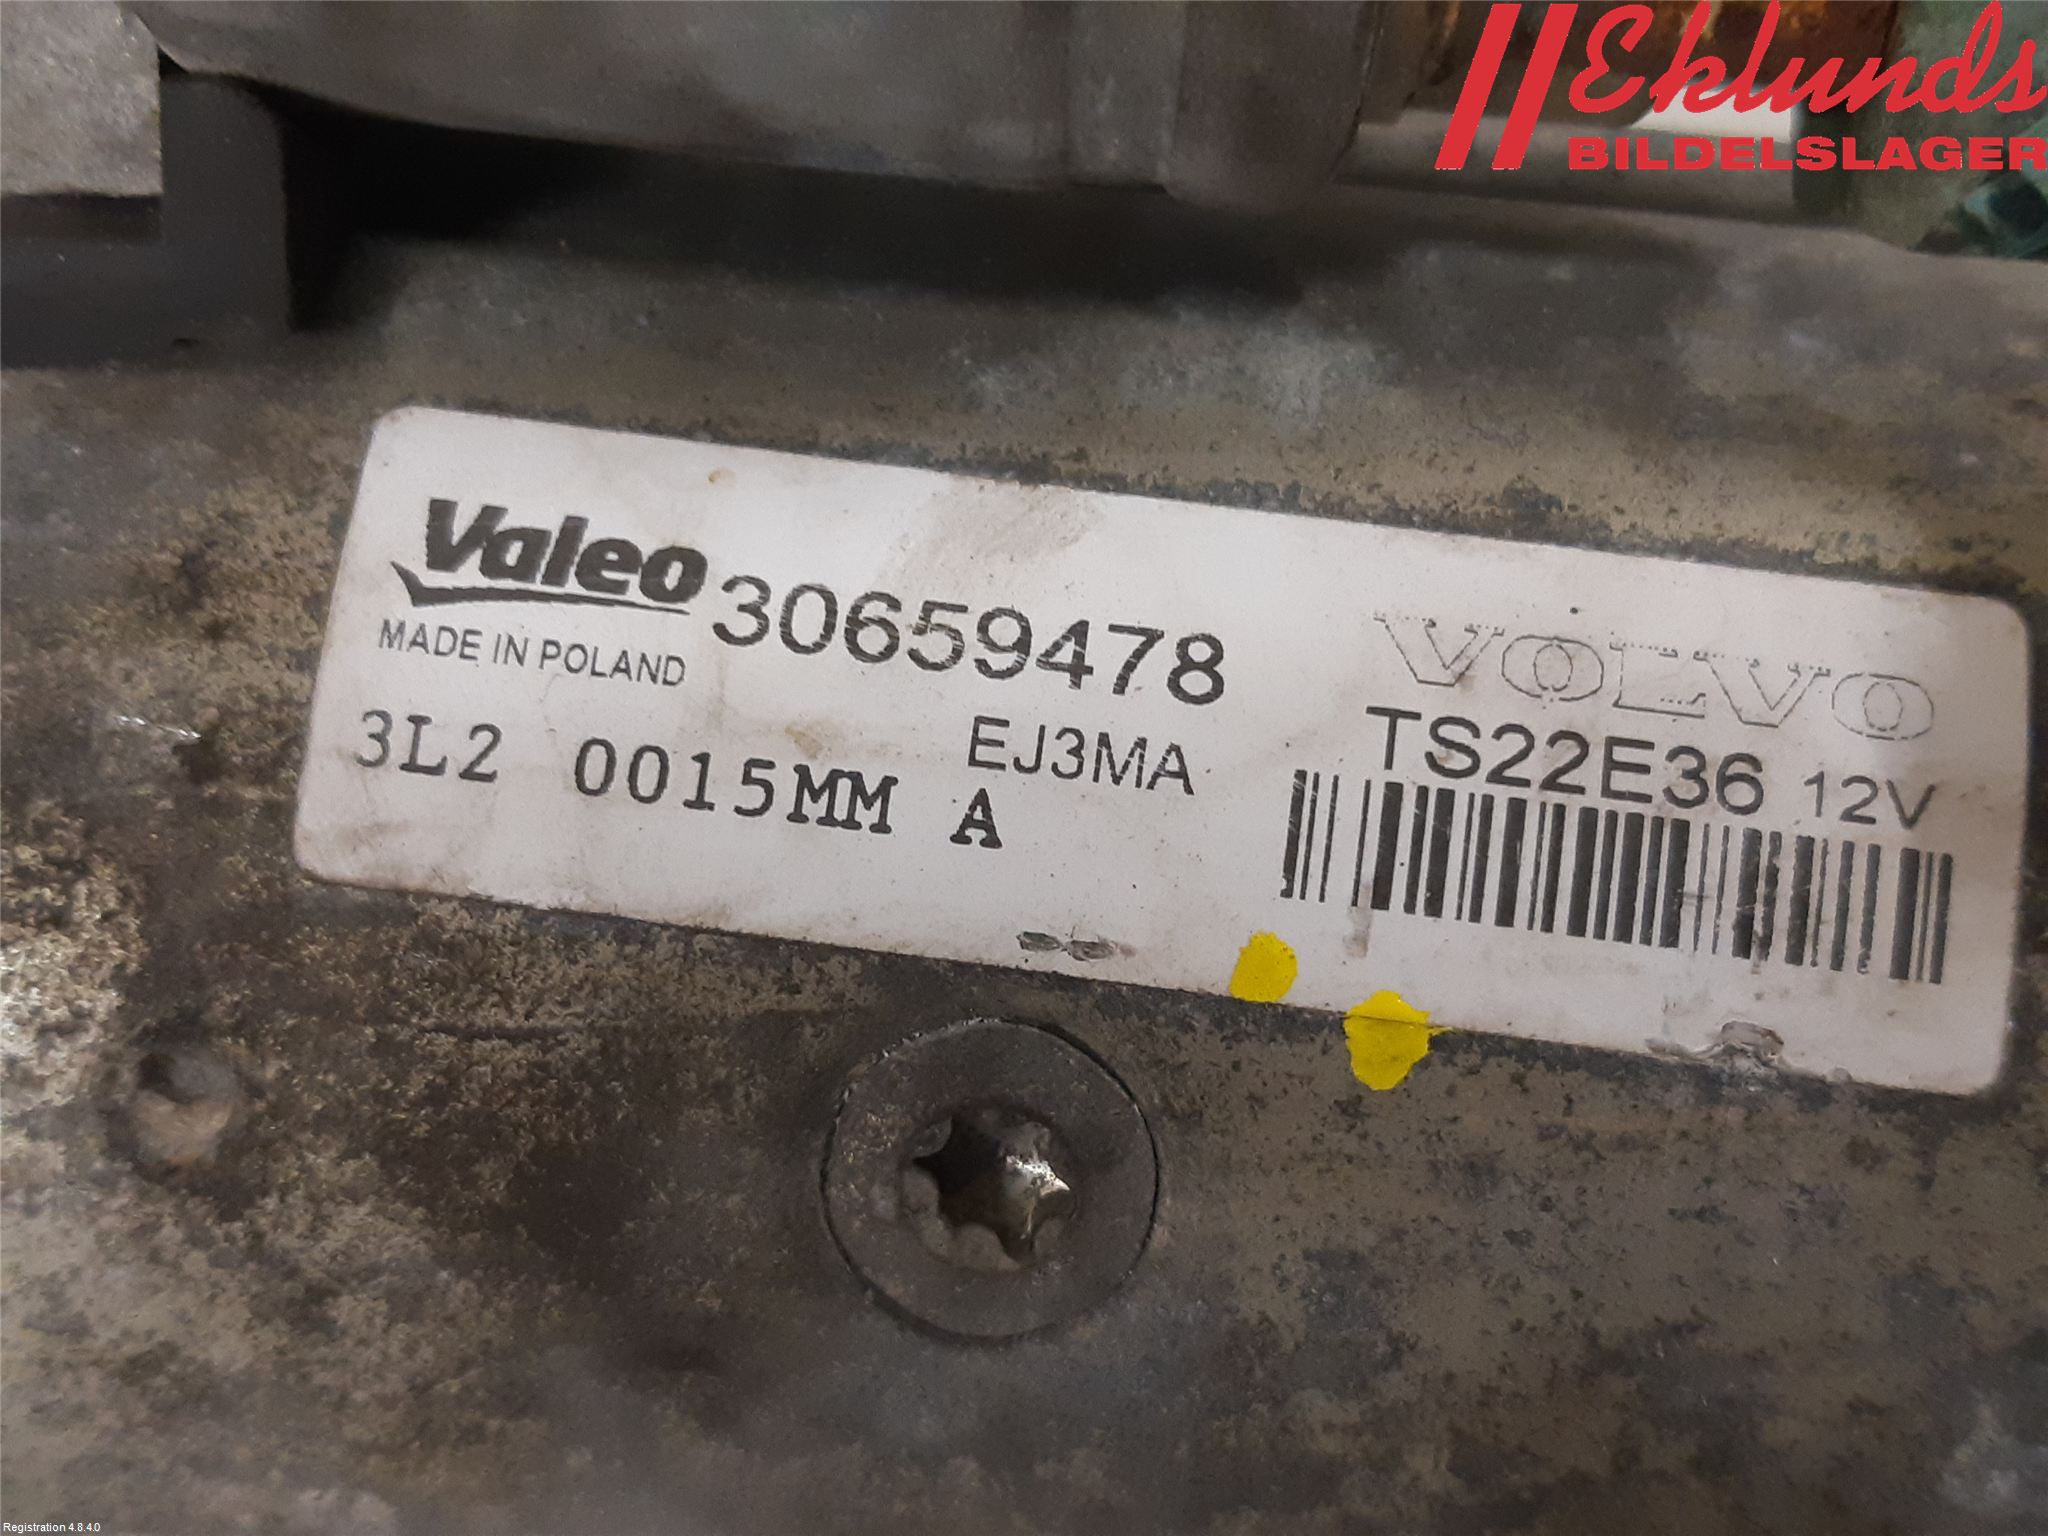 Eklunds
BILDELSLAGER
Valeo 30659478 VOLVO
MADE IN POLAND
EJ3MA TS22E36 12V
3L2 0015MM A
Registration 4.8.4.0